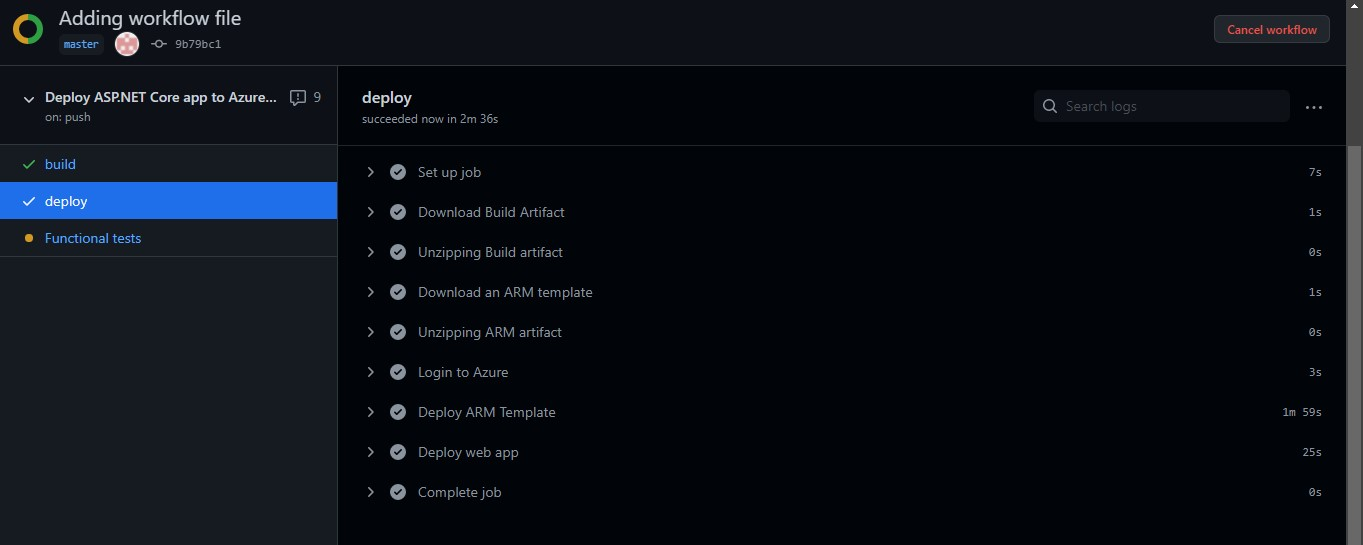 Adding workflow file
master 9b79bc1
Cancel workflow
Deploy ASP.NET Core app to Azure... 9
on: push
build
deploy
Functional tests
deploy
succeeded now in 2m 36s
Search logs
Set up job 7s
Download Build Artifact 1s
Unzipping Build artifact 0s
Download an ARM template 1s
Unzipping ARM artifact 0s
Login to Azure 3s
Deploy ARM Template 1m 59s
Deploy web app 25s
Complete job 0s